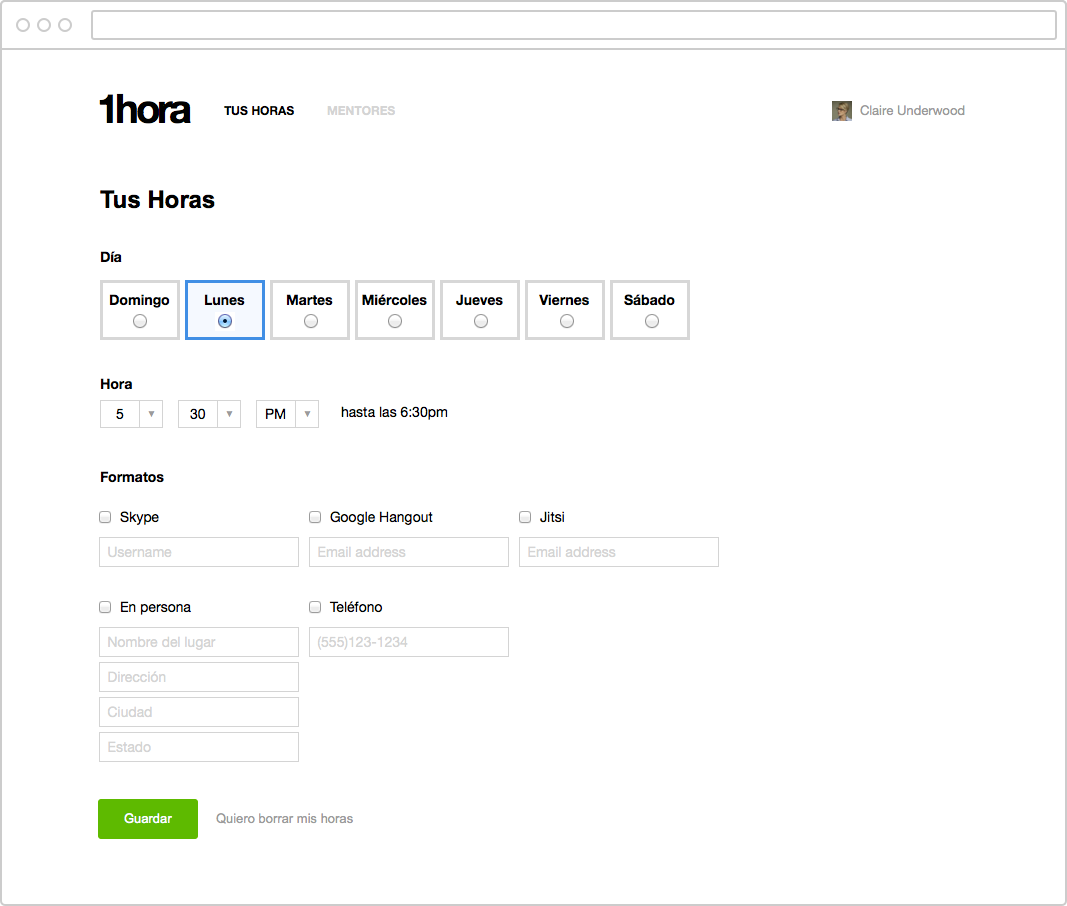 1hora TUS HORAS MENTORES Claire Underwood
Tus Horas
Día
Domingo Lunes Martes Miércoles Jueves Viernes Sábado
Hora
5 30 PM hasta las 6:30pm
Formatos
Skype Google Hangout Jitsi
Username Email address Email address
En persona Teléfono
Nombre del lugar (555)123-1234
Dirección
Ciudad
Estado
Guardar Quiero borrar mis horas